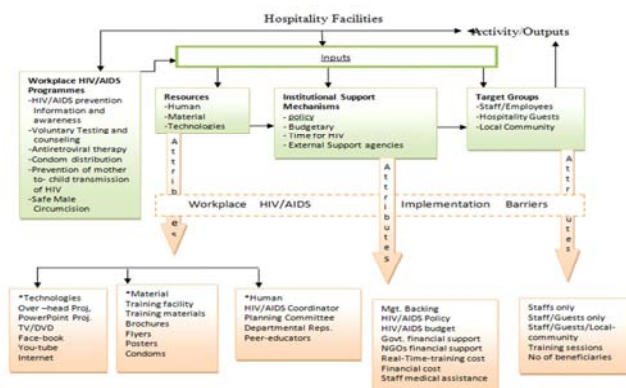 Hospitality Facilities
Activity/Outputs
Inputs
Workplace HIV/AIDS
Programmes
-HIV/AIDS prevention
Information and
awareness
-Voluntary Testing and
counseling
-Antiretroviral therapy
-Condom distribution
-Prevention of mother
to- child transmission
of HIV
-Safe Male
Circumcision
Resources
-Human
-Material
-Technologies
Institutional Support
Mechanisms
-policy
- Budgetary
- Time for HIV
- External Support agencies
Target Groups
-Staff/Employees
-Hospitality Guests
-Local Community
Attributes
Attributes
Attributes
Workplace HIV/AIDS Implementation Barriers
*Technologies
Over –head Proj,
PowerPoint Proj.
TV/DVD
Face-book
You-tube
Internet
*Material
Training facility
Training materials
Brochures
Flyers
Posters
Condoms
*Human
HIV/AIDS Coordinator
Planning Committee
Departmental Reps.
Peer-educators
Mgt. Backing
HIV/AIDS Policy
HIV/AIDS budget
Govt. financial support
NGOs financial support
Real-Time-training cost
Financial cost
Staff medical assistance
Staffs only
Staff/Guests only
Staff/Guests/Local-
community
Training sessions
No of beneficiaries